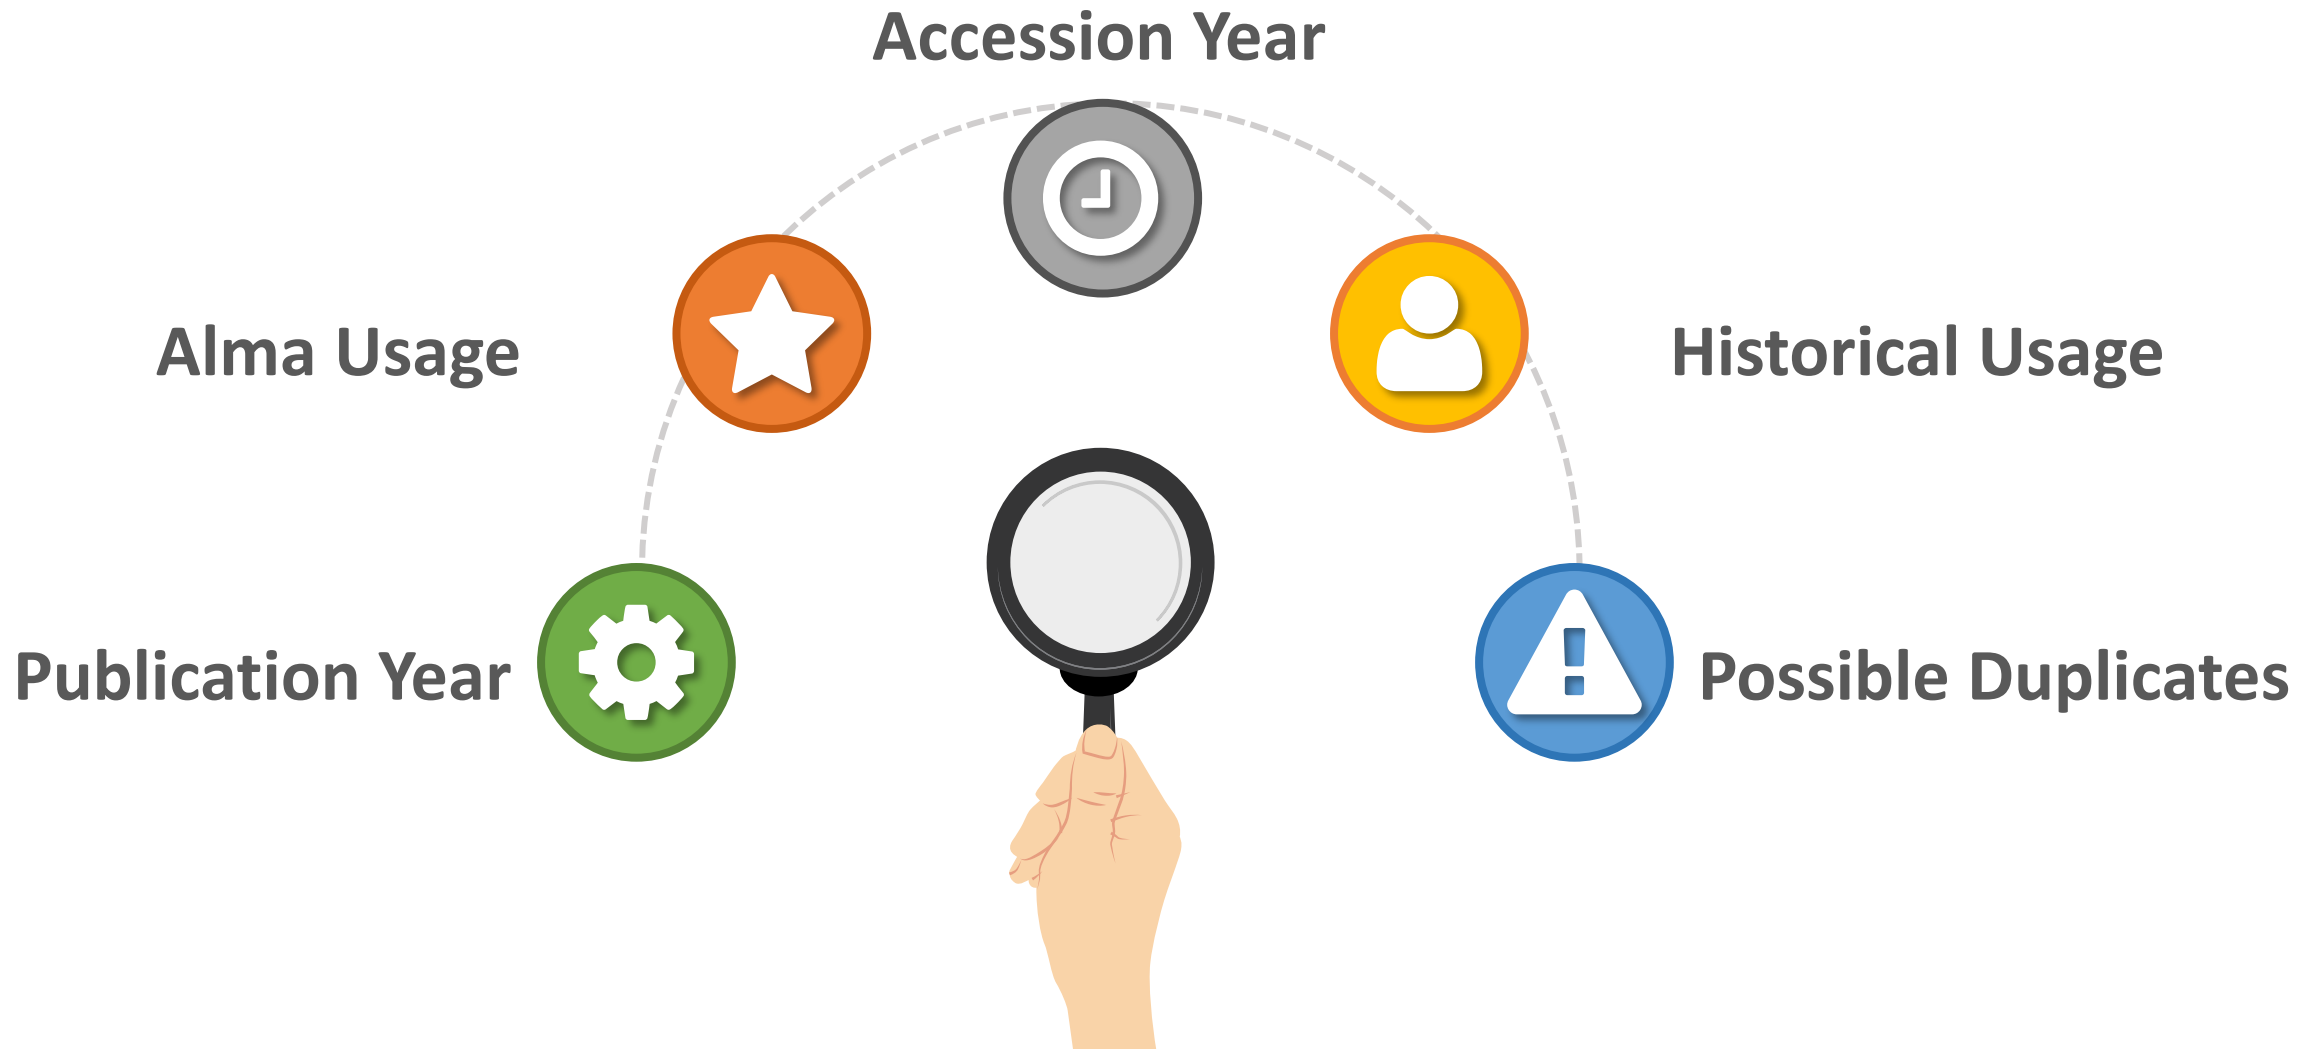 Accession Year
Alma Usage
Historical Usage
Publication Year
Possible Duplicates